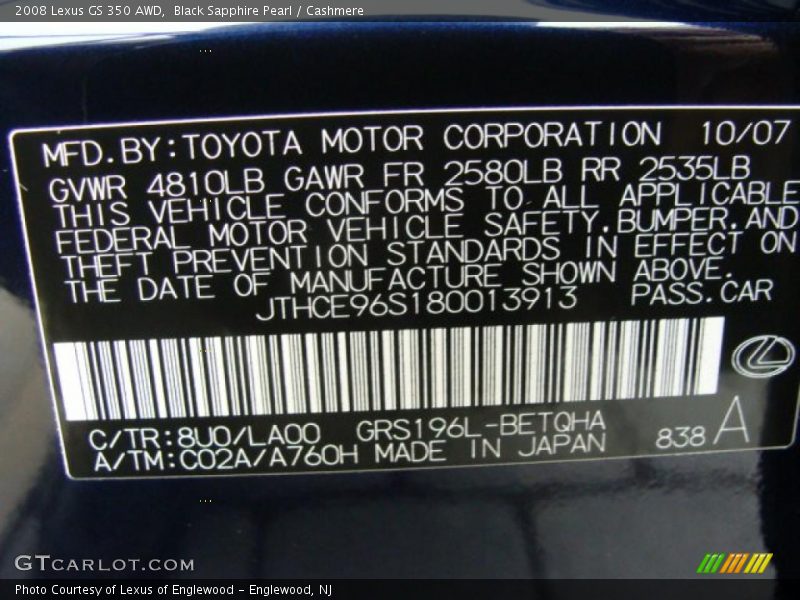 2008 Lexus GS 350 AWD, Black Sapphire Pearl / Cashmere
MFD.BY:TOYOTA MOTOR CORPORATION 10/07
GVWR 4810LB GAWR FR 2580LB RR 2535LB
THIS VEHICLE CONFORMS TO ALL APPLICABLE
FEDERAL MOTOR VEHICLE SAFETY,BUMPER,AND
THEFT PREVENTION STANDARDS IN EFFECT ON
THE DATE OF MANUFACTURE SHOWN ABOVE.
JTHCE96S180013913 PASS.CAR
C/TR:8U0/LA00 GRS196L-BETQHA
A/TM:C02A/A760H MADE IN JAPAN 838 A
GTCARLOT.COM
Photo Courtesy of Lexus of Englewood - Englewood, NJ